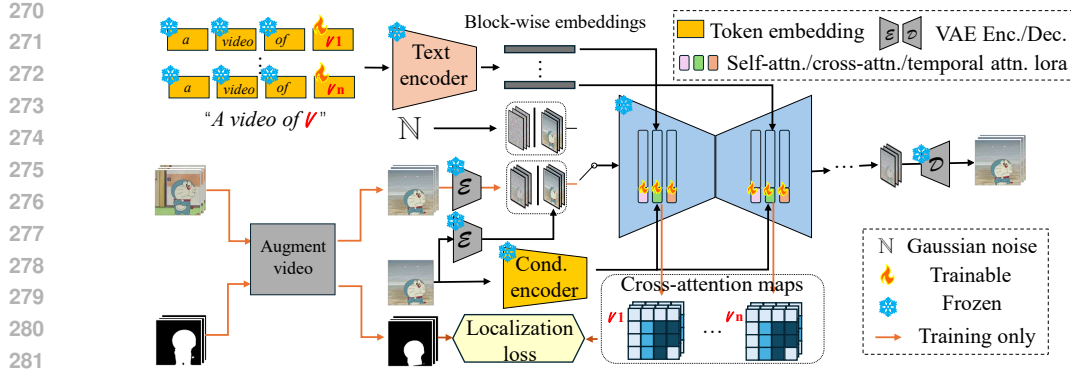 270
271
272
273
274
275
276
277
278
279
280
281
a video of V1
a video of Vn
"A video of V"
Text
encoder
Block-wise embeddings
Token embedding
ℰ 𝒟 VAE Enc./Dec.
Self-attn./cross-attn./temporal attn. lora
ℕ
ℰ
ℰ
Augment
video
Cond.
encoder
Localization
loss
Cross-attention maps
V1 ... Vn
...
𝒟
ℕ Gaussian noise
Trainable
Frozen
Training only